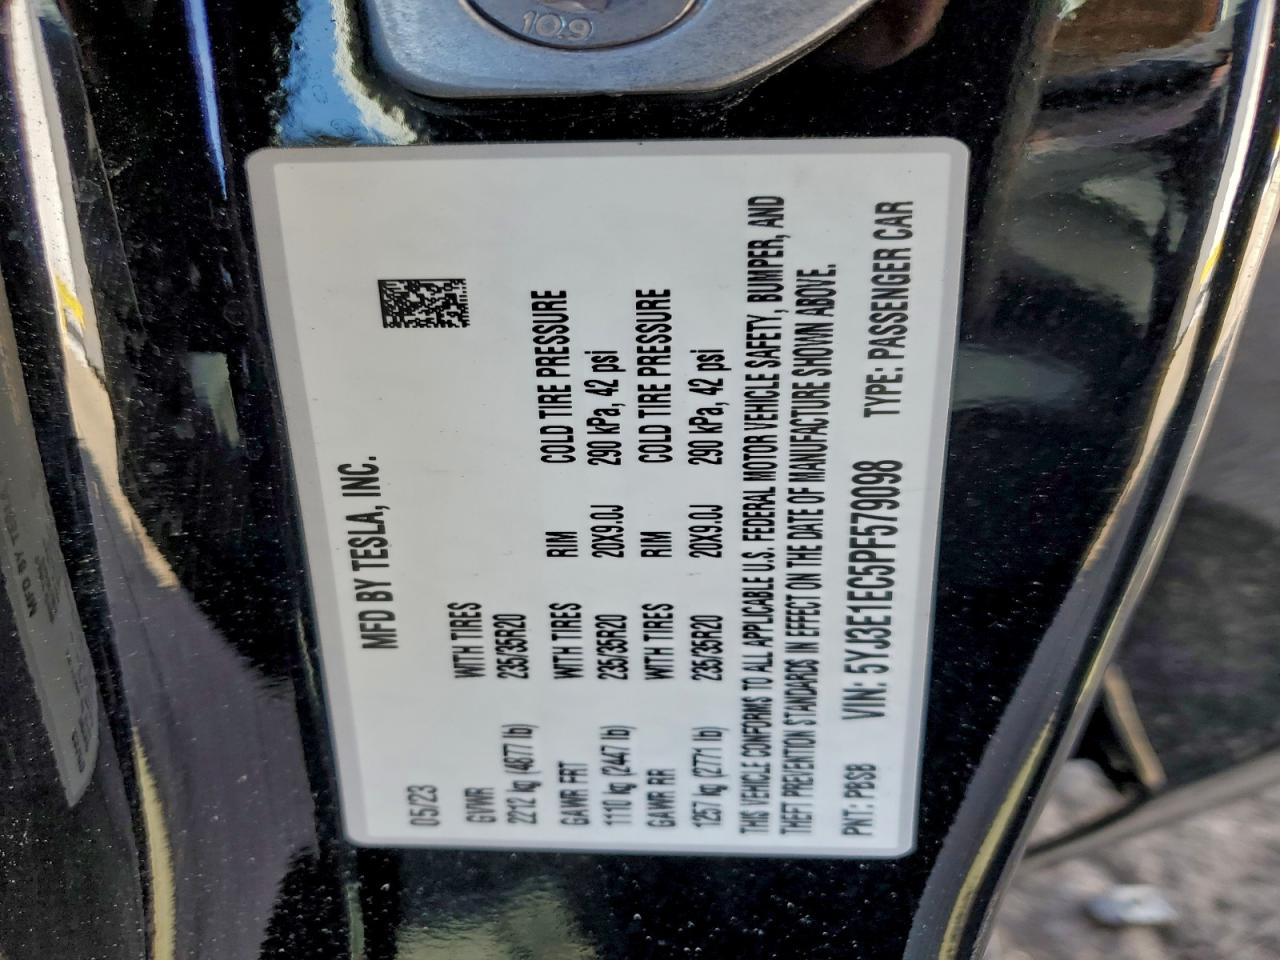 10.9
MFD BY TESLA, INC.
05/23
GVWR WITH TIRES
2212 kg (4877 lb) 235/35R20
GAWR FRT WITH TIRES RIM COLD TIRE PRESSURE
1110 kg (2447 lb) 235/35R20 20X9.0J 290 kPa, 42 psi
GAWR RR WITH TIRES RIM COLD TIRE PRESSURE
1257 kg (2771 lb) 235/35R20 20X9.0J 290 kPa, 42 psi
THIS VEHICLE CONFORMS TO ALL APPLICABLE U.S. FEDERAL MOTOR VEHICLE SAFETY, BUMPER, AND
THEFT PREVENTION STANDARDS IN EFFECT ON THE DATE OF MANUFACTURE SHOWN ABOVE.
PNT: PBSB VIN: 5YJ3E1EC5PF579098 TYPE: PASSENGER CAR